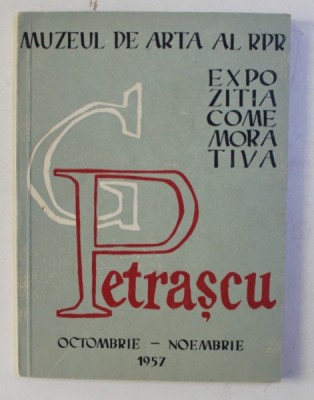 MUZEUL DE ARTA AL RPR
EXPO
ZITIA
COME
MORA
TIVA
G
Petrașcu
OCTOMBRIE – NOEMBRIE
1957